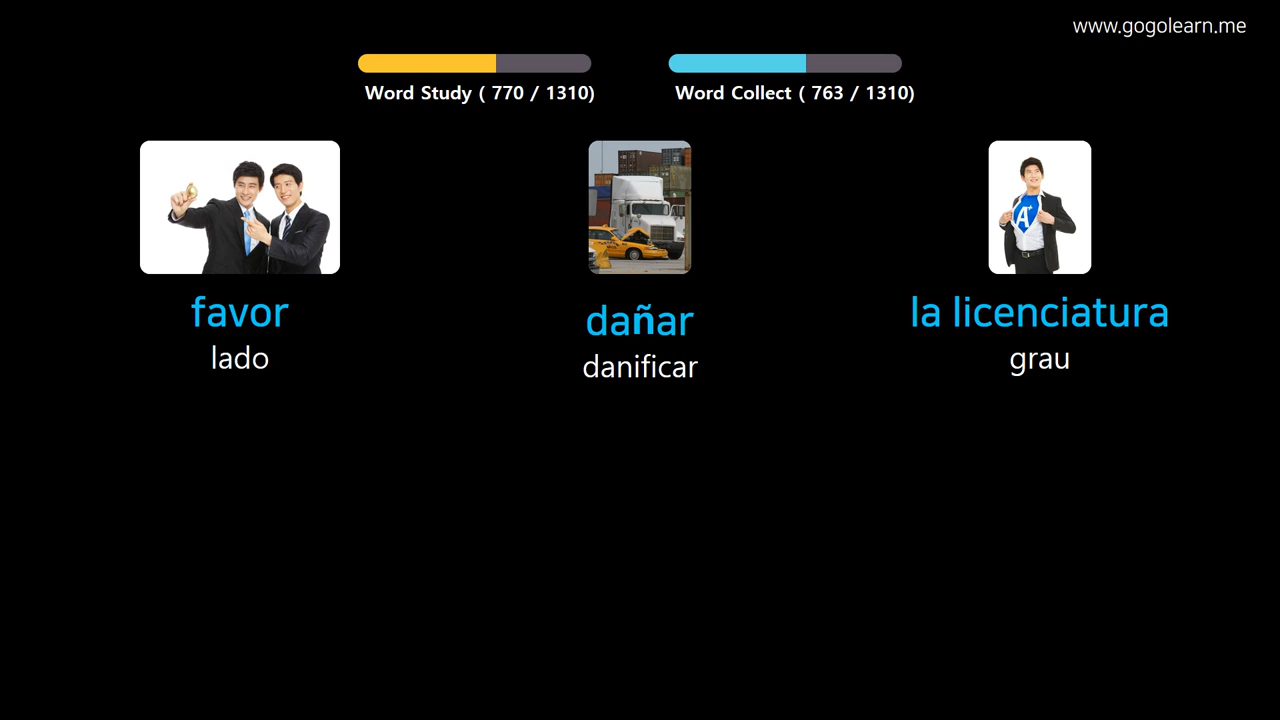 www.gogolearn.me
Word Study ( 770 / 1310)
Word Collect ( 763 / 1310)
A+
favor
lado
dañar
danificar
la licenciatura
grau